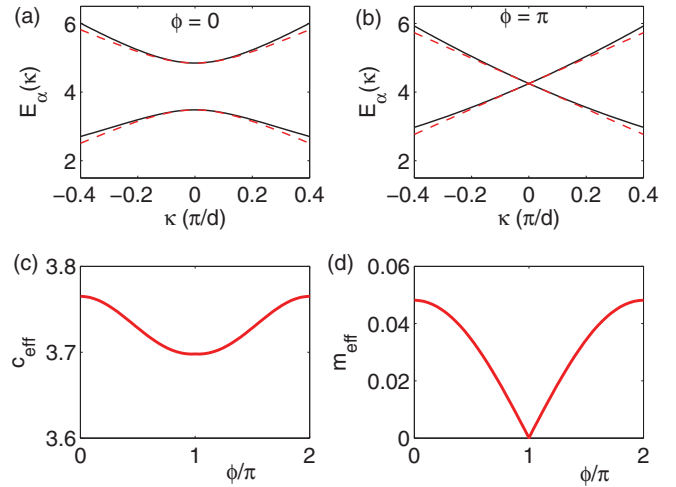 (a) φ = 0
6
4
2
E_α(κ)
−0.4 −0.2 0 0.2 0.4
κ (π/d)
(b) φ = π
6
4
2
E_α(κ)
−0.4 −0.2 0 0.2 0.4
κ (π/d)
(c)
3.8
3.7
3.6
c_eff
0 1 2
φ/π
(d)
0.06
0.04
0.02
0
m_eff
0 1 2
φ/π